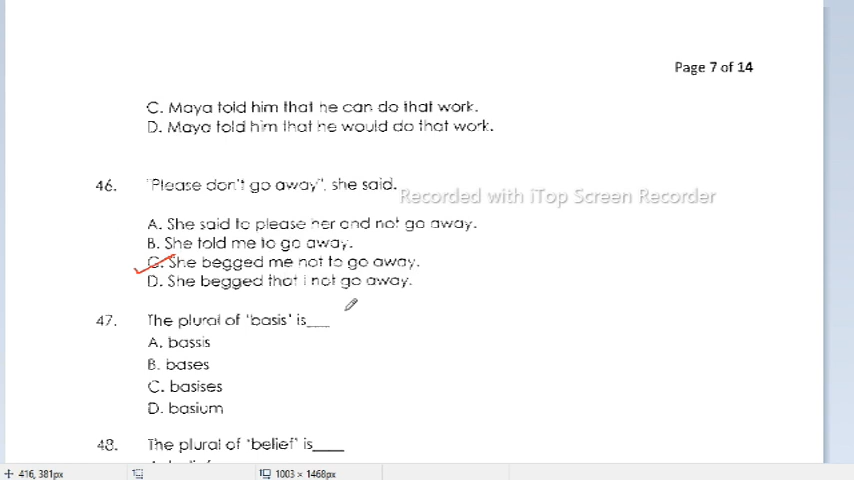 Page 7 of 14
C. Maya told him that he can do that work.
D. Maya told him that he would do that work.
46. "Please don't go away", she said.
Recorded with iTop Screen Recorder
A. She said to please her and not go away.
B. She told me to go away.
C. She begged me not to go away.
D. She begged that i not go away.
47. The plural of 'basis' is___
A. bassis
B. bases
C. basises
D. basium
48. The plural of 'belief' is____
416, 381px
1003 × 1468px